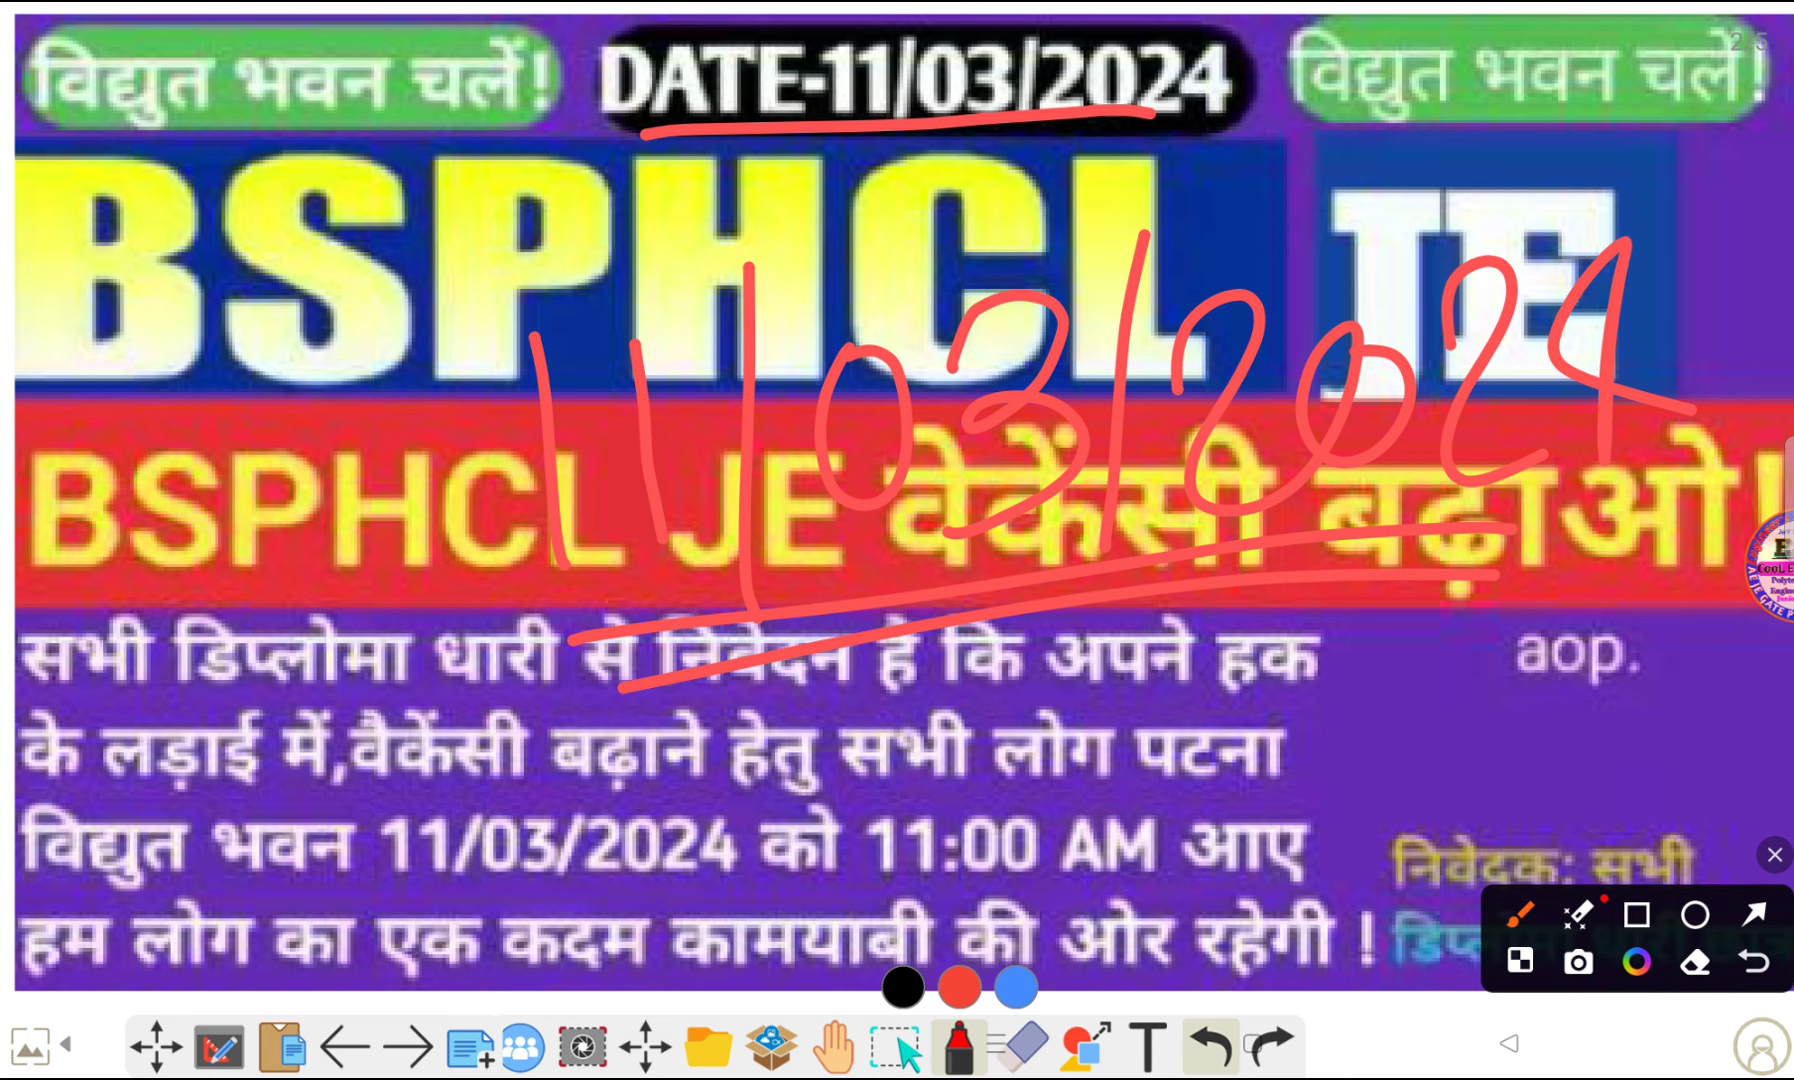 विद्युत भवन चलें!
DATE-11/03/2024
विद्युत भवन चलें!
BSPHCL JE
11/03/2024
BSPHCL JE वेकेंसी बढ़ाओ!
सभी डिप्लोमा धारी से निवेदन है कि अपने हक
के लड़ाई में,वैकेंसी बढ़ाने हेतु सभी लोग पटना
विद्युत भवन 11/03/2024 को 11:00 AM आए
हम लोग का एक कदम कामयाबी की ओर रहेगी !
aop.
निवेदक: सभी
T